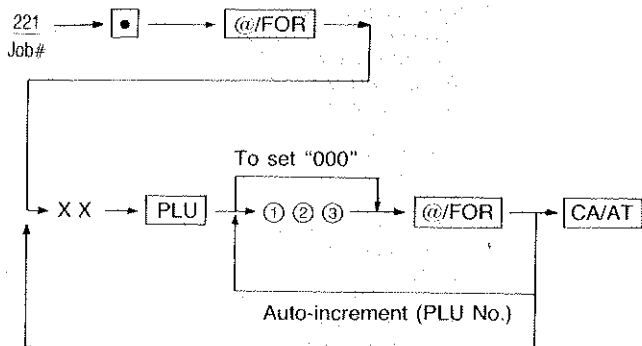 221 • @/FOR
Job#
To set "000"
X X PLU ① ② ③ @/FOR CA/AT
Auto-increment (PLU No.)